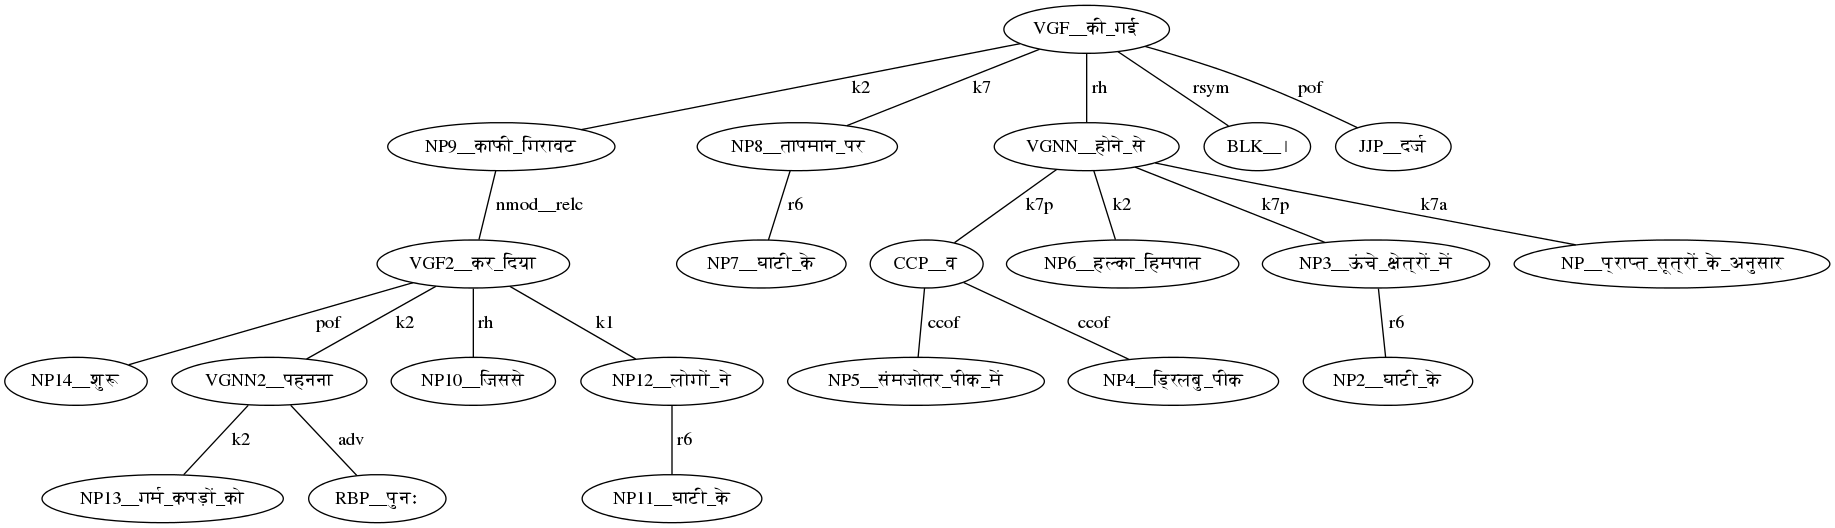 VGF__की_गई
k2 k7 rh rsym pof
NP9__काफी_गिरावट NP8__तापमान_पर VGNN__होने_से BLK__। JJP__दर्ज
nmod__relc r6 k7p k2 k7p k7a
VGF2__कर_दिया NP7__घाटी_के CCP__व NP6__हल्का_हिमपात NP3__ऊंचे_क्षेत्रों_में NP__प्राप्त_सूत्रों_के_अनुसार
pof k2 rh k1 ccof ccof r6
NP14__शुरू VGNN2__पहनना NP10__जिससे NP12__लोगों_ने NP5__संमजोतर_पीक_में NP4__ड्रिलबु_पीक NP2__घाटी_के
k2 adv r6
NP13__गर्म_कपड़ों_को RBP__पुन: NP11__घाटी_के